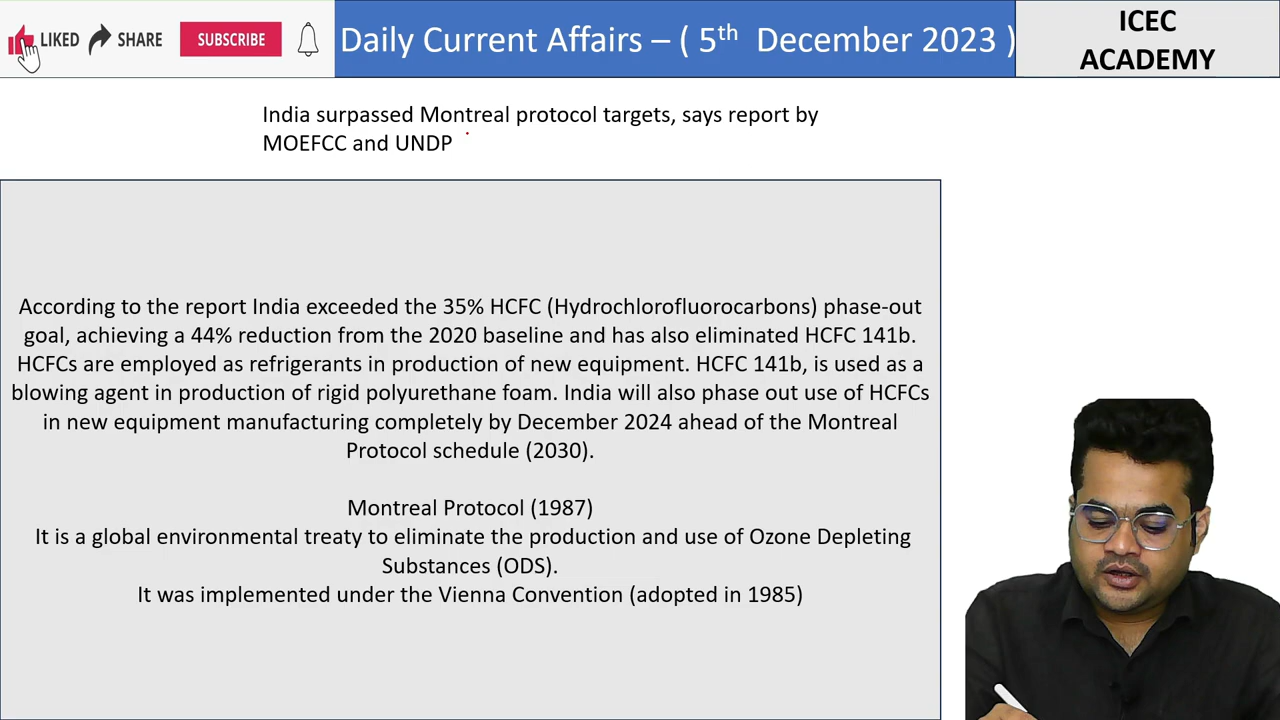 LIKED SHARE SUBSCRIBE
Daily Current Affairs – ( 5th December 2023 )
ICEC
ACADEMY
India surpassed Montreal protocol targets, says report by
MOEFCC and UNDP
According to the report India exceeded the 35% HCFC (Hydrochlorofluorocarbons) phase-out
goal, achieving a 44% reduction from the 2020 baseline and has also eliminated HCFC 141b.
HCFCs are employed as refrigerants in production of new equipment. HCFC 141b, is used as a
blowing agent in production of rigid polyurethane foam. India will also phase out use of HCFCs
in new equipment manufacturing completely by December 2024 ahead of the Montreal
Protocol schedule (2030).
Montreal Protocol (1987)
It is a global environmental treaty to eliminate the production and use of Ozone Depleting
Substances (ODS).
It was implemented under the Vienna Convention (adopted in 1985)